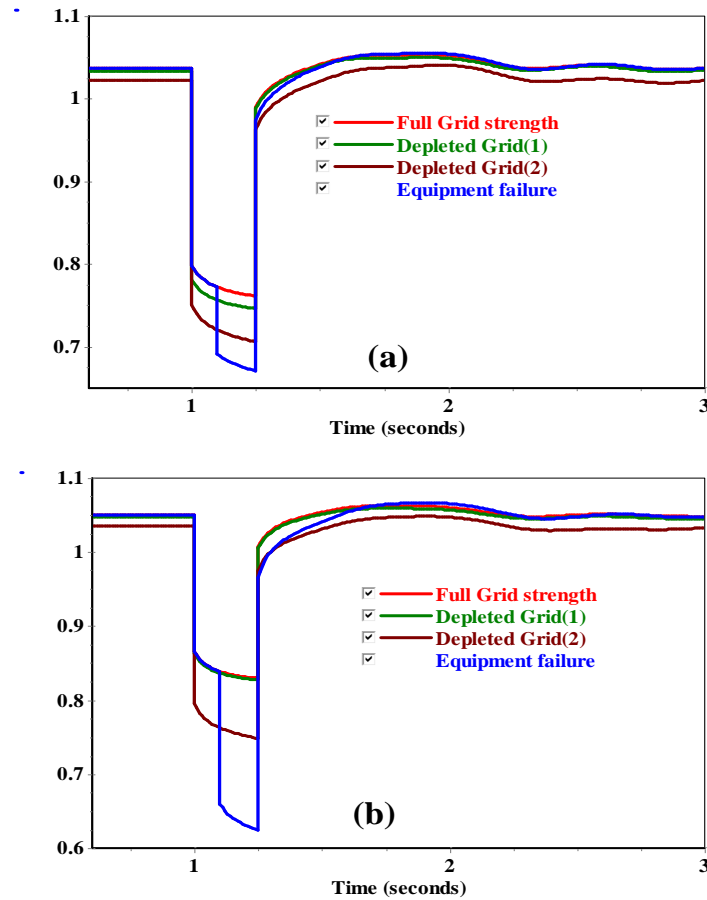 1.1
1
0.9
0.8
0.7
Full Grid strength
Depleted Grid(1)
Depleted Grid(2)
Equipment failure
(a)
1 2 3
Time (seconds)
1.1
1
0.9
0.8
0.7
0.6
Full Grid strength
Depleted Grid(1)
Depleted Grid(2)
Equipment failure
(b)
1 2 3
Time (seconds)